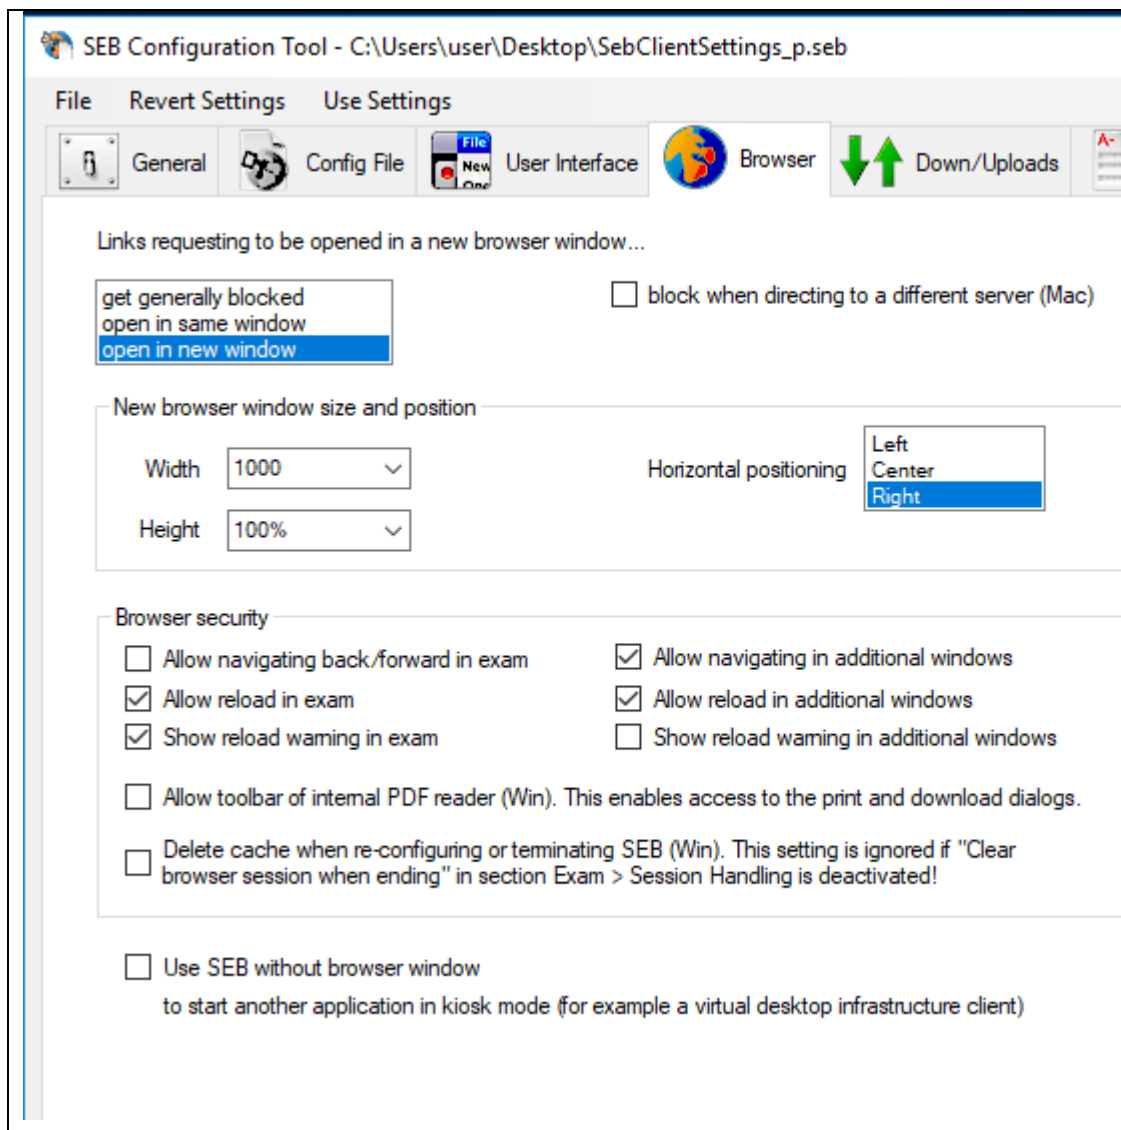 SEB Configuration Tool - C:\Users\user\Desktop\SebClientSettings_p.seb
File Revert Settings Use Settings
General Config File File New User Interface Browser Down/Uploads A-
Links requesting to be opened in a new browser window...
get generally blocked
open in same window
open in new window
block when directing to a different server (Mac)
New browser window size and position
Width 1000
Height 100%
Horizontal positioning
Left
Center
Right
Browser security
Allow navigating back/forward in exam
Allow navigating in additional windows
Allow reload in exam
Allow reload in additional windows
Show reload warning in exam
Show reload warning in additional windows
Allow toolbar of internal PDF reader (Win). This enables access to the print and download dialogs.
Delete cache when re-configuring or terminating SEB (Win). This setting is ignored if "Clear
browser session when ending" in section Exam > Session Handling is deactivated!
Use SEB without browser window
to start another application in kiosk mode (for example a virtual desktop infrastructure client)